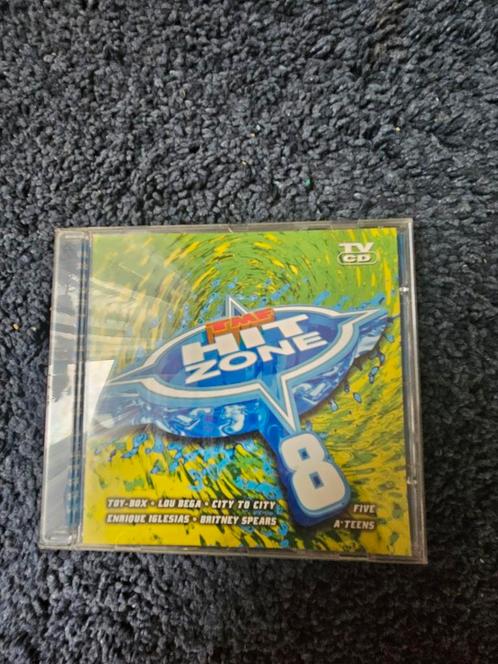 TV
CD
TMF
HIT
ZONE
8
TOY-BOX • LOU BEGA • CITY TO CITY
ENRIQUE IGLESIAS • BRITNEY SPEARS
FIVE
A*TEENS